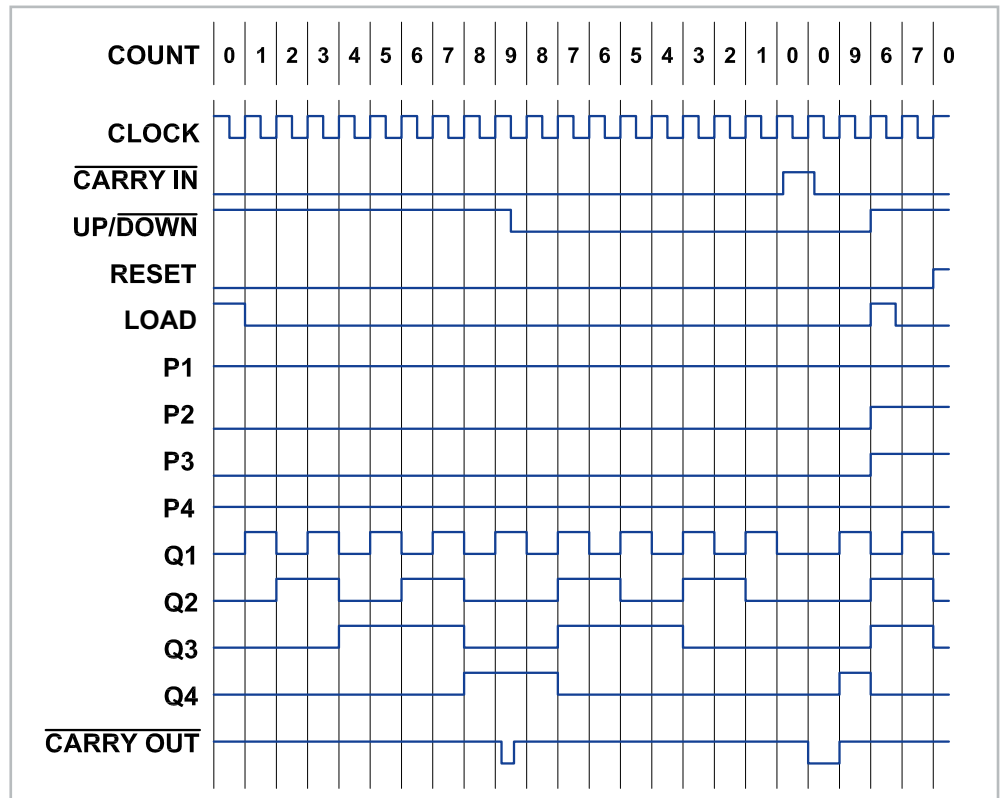 COUNT 0 1 2 3 4 5 6 7 8 9 8 7 6 5 4 3 2 1 0 0 9 6 7 0
CLOCK
CARRY IN
UP/DOWN
RESET
LOAD
P1
P2
P3
P4
Q1
Q2
Q3
Q4
CARRY OUT